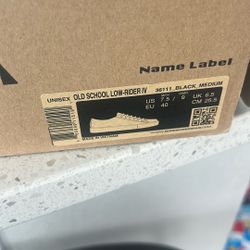 Name Label
UNISEX
OLD SCHOOL LOW-RIDER IV
36111_BLACK_MEDIUM
US 7.5 / 9 UK 6.5
EU 40 CM 25.5